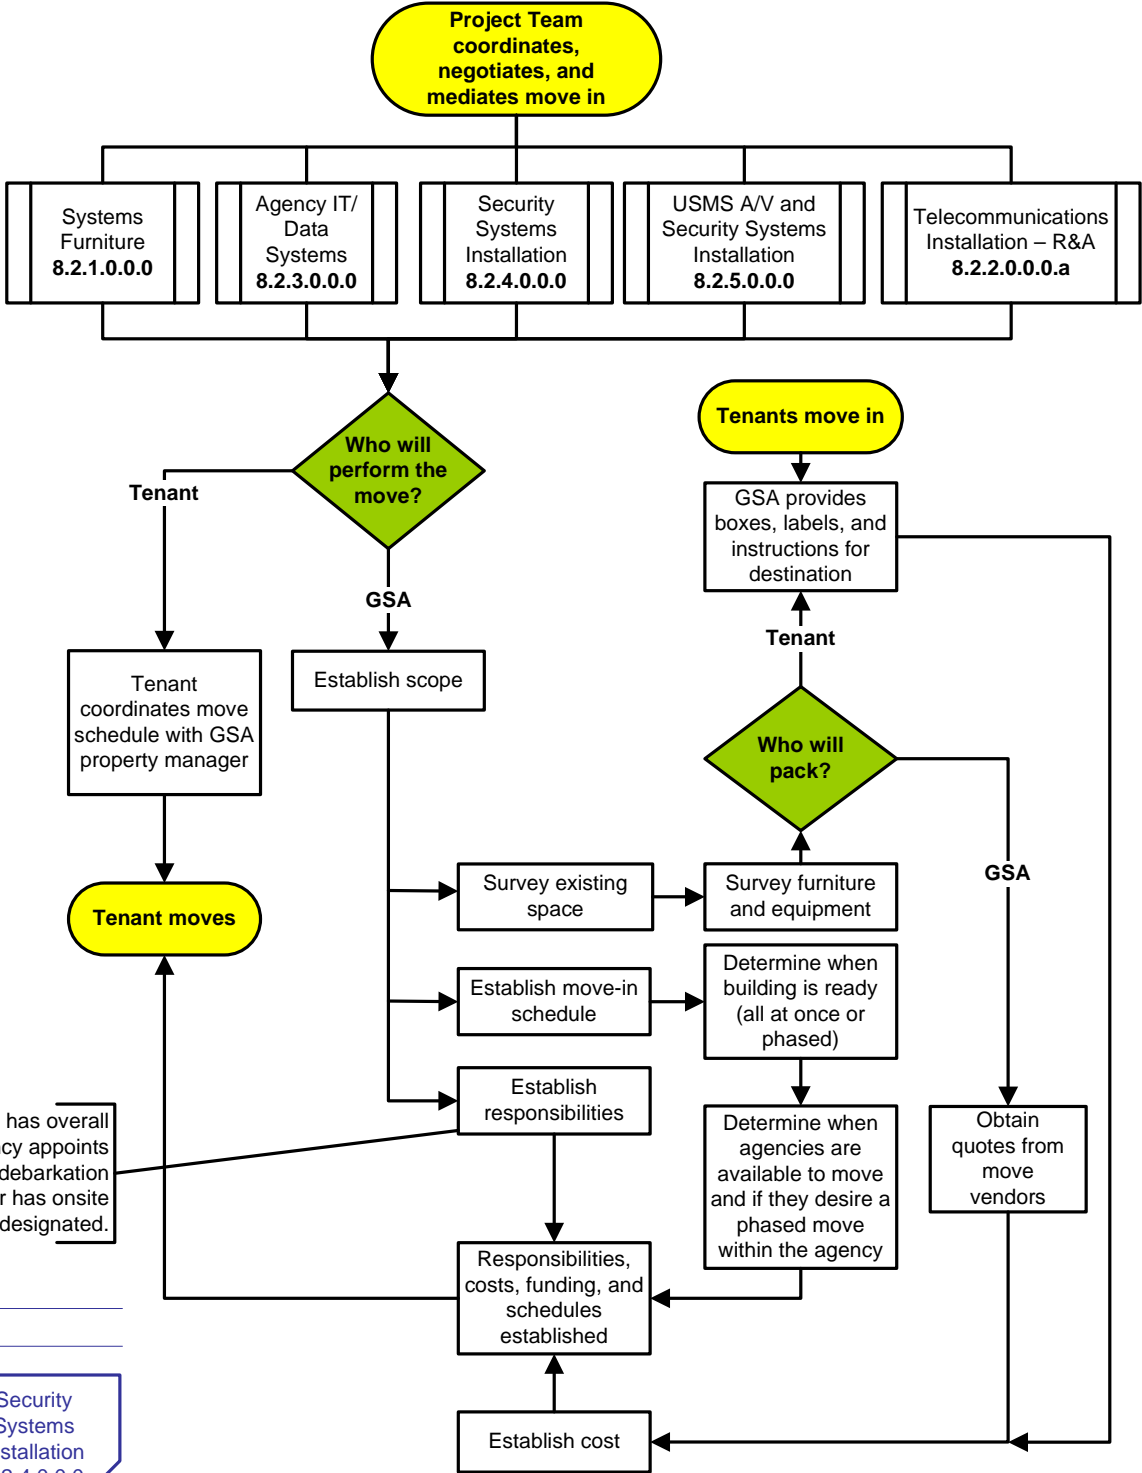 Project Team
coordinates,
negotiates, and
mediates move in
Systems
Furniture
8.2.1.0.0.0
Agency IT/
Data
Systems
8.2.3.0.0.0
Security
Systems
Installation
8.2.4.0.0.0
USMS A/V and
Security Systems
Installation
8.2.5.0.0.0
Telecommunications
Installation – R&A
8.2.2.0.0.0.a
Who will
perform the
move?
Tenants move in
Tenant
GSA provides
boxes, labels, and
instructions for
destination
GSA
Tenant
Tenant
coordinates move
schedule with GSA
property manager
Establish scope
Who will
pack?
GSA
Survey existing
space
Survey furniture
and equipment
Tenant moves
Establish move-in
schedule
Determine when
building is ready
(all at once or
phased)
Establish
responsibilities
has overall
appoints
debarkation
has onsite
designated.
Determine when
agencies are
available to move
and if they desire a
phased move
within the agency
Obtain
quotes from
move
vendors
Responsibilities,
costs, funding, and
schedules
established
Security
Systems
Establish cost